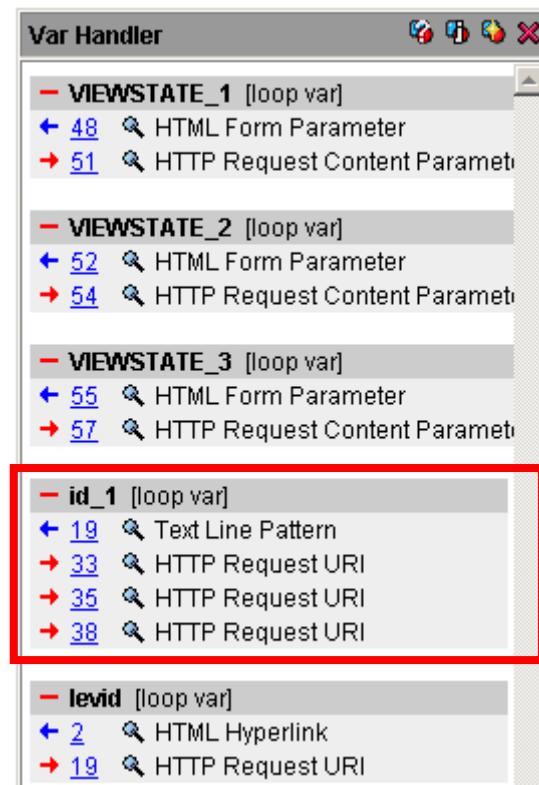 Var Handler
VIEWSTATE_1 [loop var]
48 HTML Form Parameter
51 HTTP Request Content Paramet
VIEWSTATE_2 [loop var]
52 HTML Form Parameter
54 HTTP Request Content Paramet
VIEWSTATE_3 [loop var]
55 HTML Form Parameter
57 HTTP Request Content Paramet
id_1 [loop var]
19 Text Line Pattern
33 HTTP Request URI
35 HTTP Request URI
38 HTTP Request URI
levid [loop var]
2 HTML Hyperlink
19 HTTP Request URI